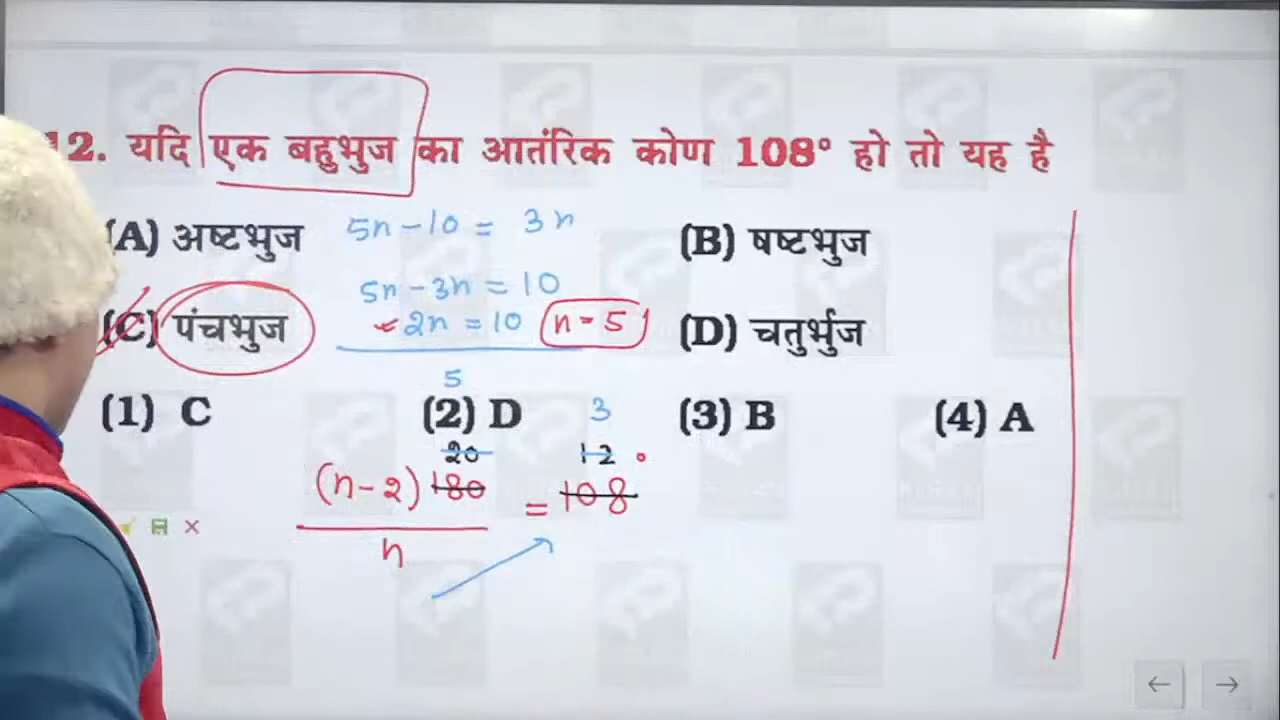 12. यदि एक बहुभुज का आतंरिक कोण 108° हो तो यह है
(A) अष्टभुज 5n-10 = 3n (B) षष्टभुज
5n-3n = 10
(C) पंचभुज 2n = 10 n=5 (D) चतुर्भुज
5
(1) C (2) D 3 (3) B (4) A
20 12
(n-2) 180 = 108
n